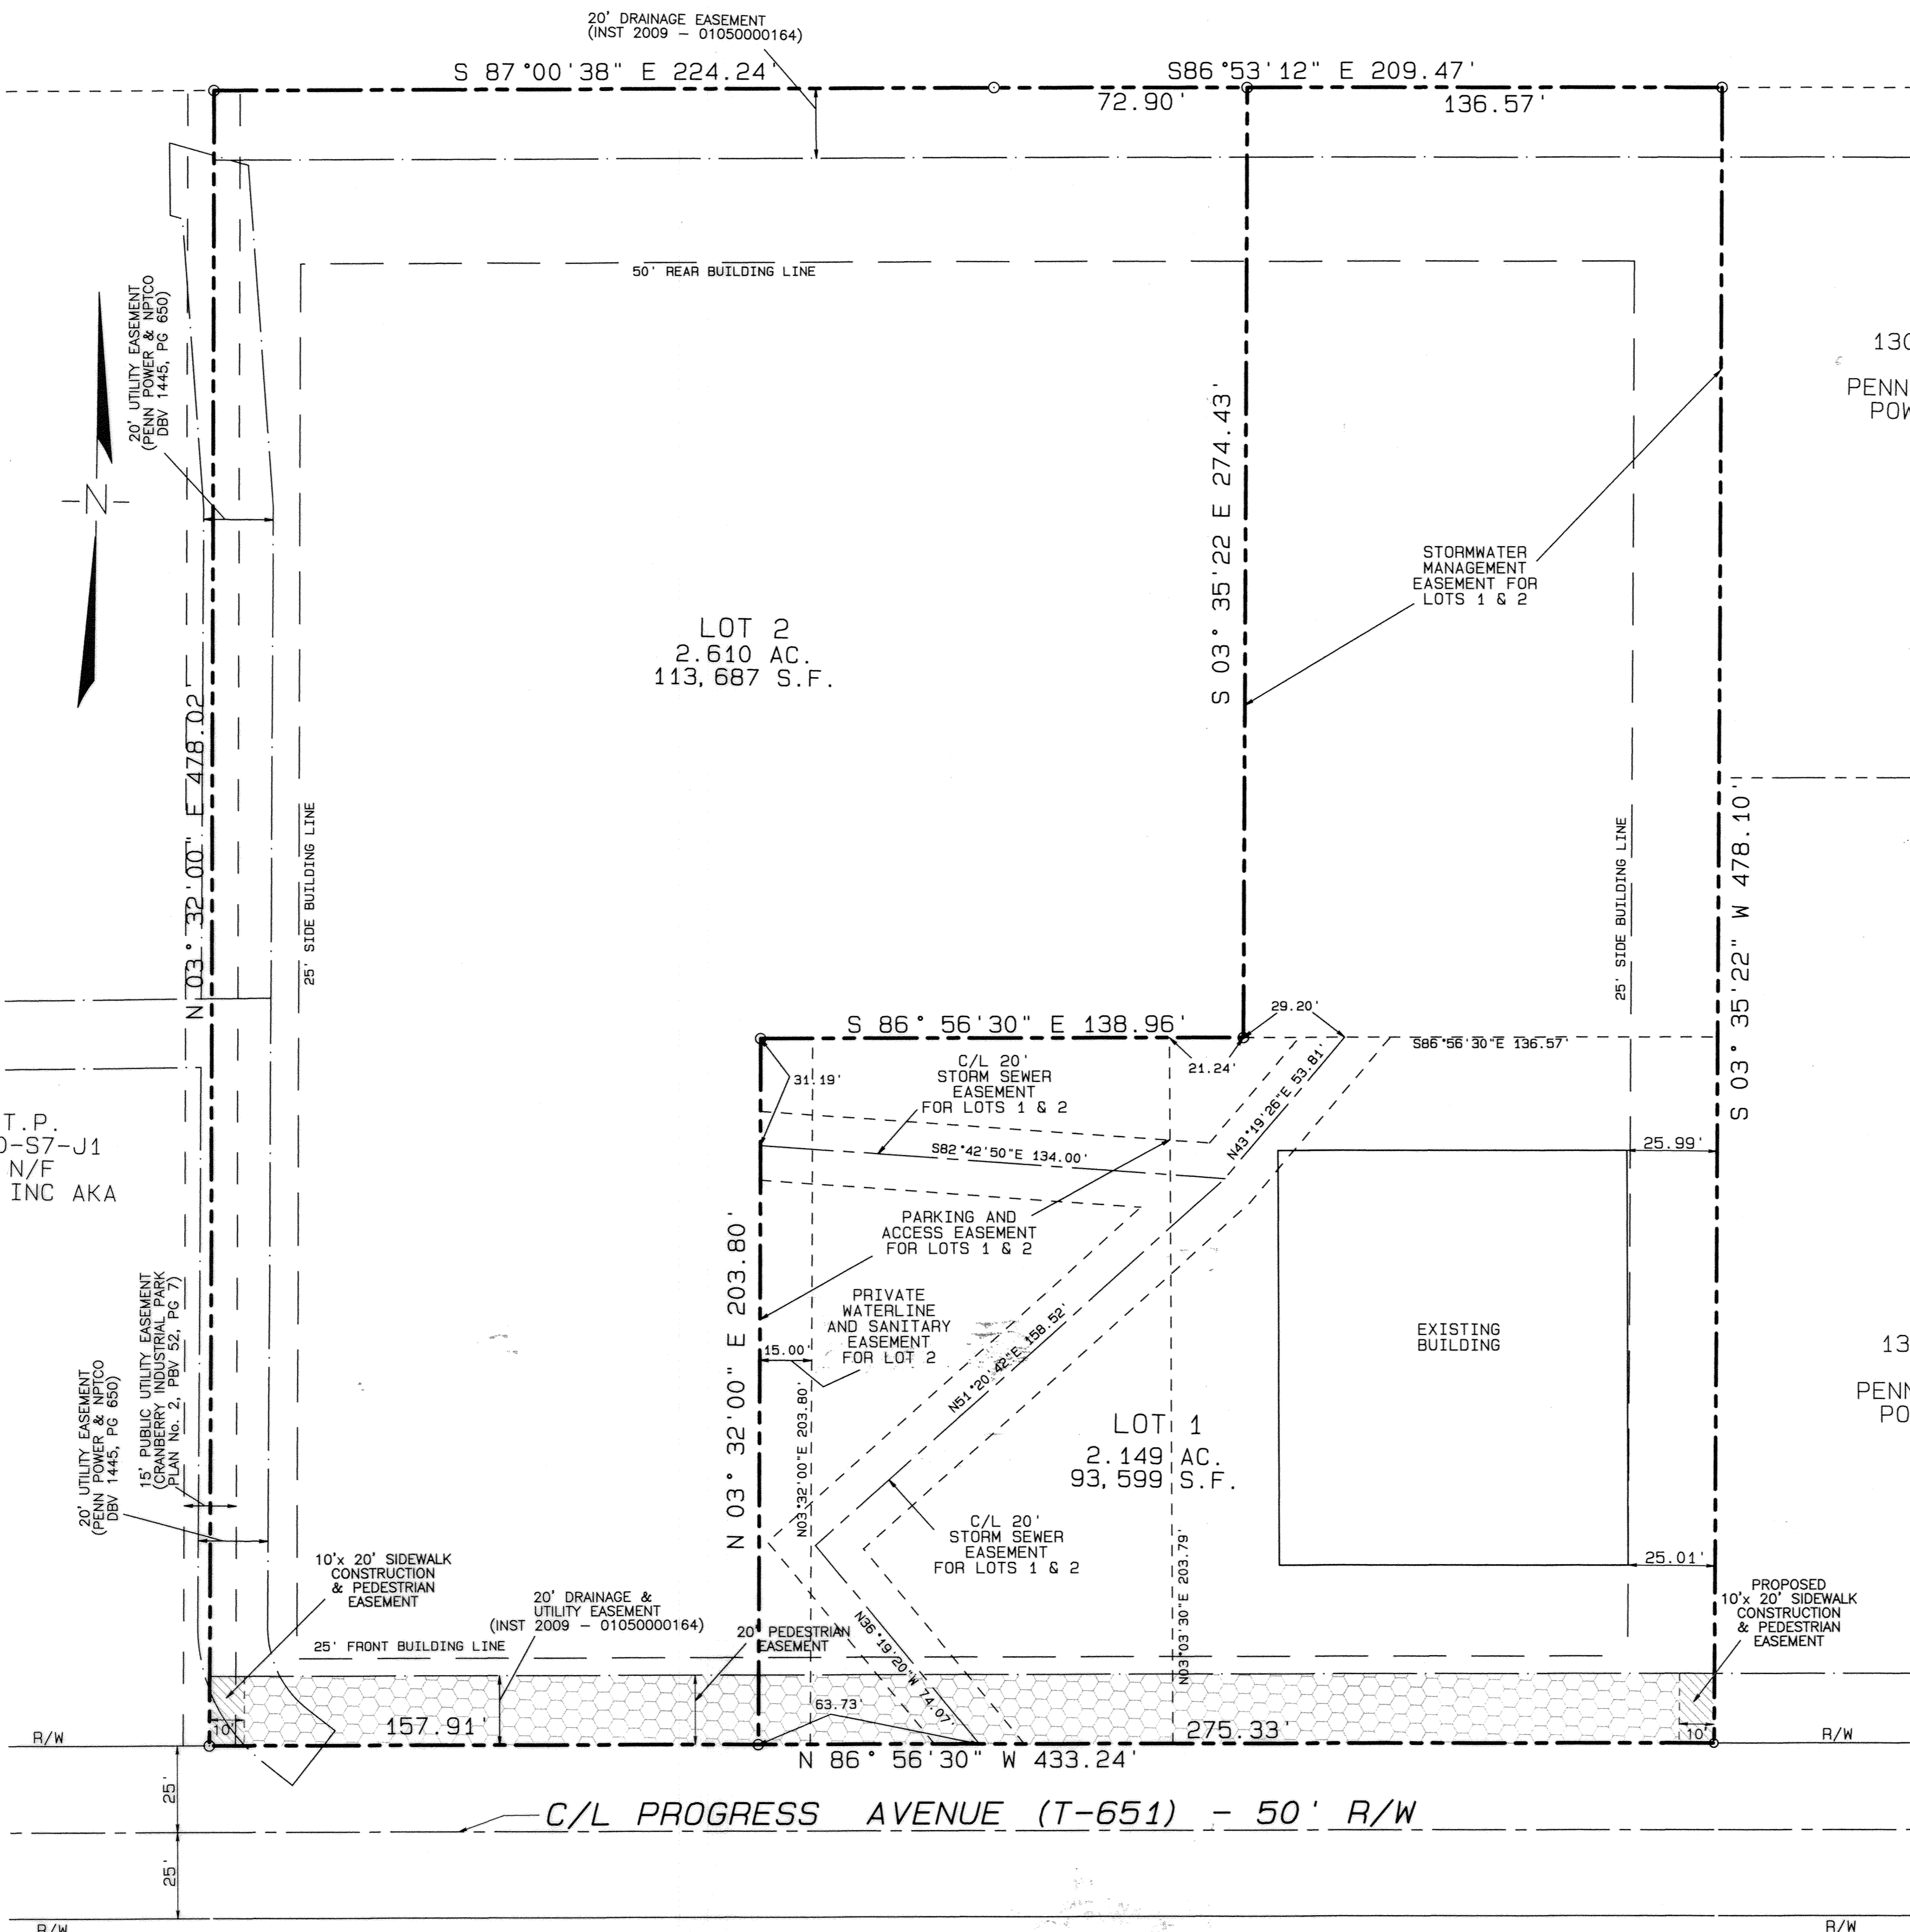 20' DRAINAGE EASEMENT
(INST 2009 - 01050000164)
S 87°00'38" E 224.24'
S86°53'12" E 209.47'
72.90'
136.57'
50' REAR BUILDING LINE
20' UTILITY EASEMENT
(PENN POWER & NPTCO
DBV 1445, PG 650)
130
PENN
POW
-N-
S 03° 35'22 E 274.43'
STORMWATER
MANAGEMENT
EASEMENT FOR
LOTS 1 & 2
LOT 2
2.610 AC.
113,687 S.F.
N 03° 32'00" E 478.02'
25' SIDE BUILDING LINE
25' SIDE BUILDING LINE
S 03° 35'22" W 478.10'
S 86° 56'30" E 138.96'
29.20'
S86°56'30"E 136.57'
21.24'
31.19'
C/L 20'
STORM SEWER
EASEMENT
FOR LOTS 1 & 2
N43°19'26"E 53.81'
S82°42'50"E 134.00'
25.99'
T.P.
0-S7-J1
N/F
INC AKA
PARKING AND
ACCESS EASEMENT
FOR LOTS 1 & 2
N 03° 32'00" E 203.80'
PRIVATE
WATERLINE
AND SANITARY
EASEMENT
FOR LOT 2
15.00'
N03°32'00"E 203.80'
N51°20'42"E 158.52'
EXISTING
BUILDING
13
PENN
PO
LOT 1
2.149 AC.
93,599 S.F.
15' PUBLIC UTILITY EASEMENT
(CRANBERRY INDUSTRIAL PARK
PLAN No. 2, PBV 52, PG 7)
20' UTILITY EASEMENT
(PENN POWER & NPTCO
DBV 1445, PG 650)
C/L 20'
STORM SEWER
EASEMENT
FOR LOTS 1 & 2
N03°03'30"E 203.79'
25.01'
10'x 20' SIDEWALK
CONSTRUCTION
& PEDESTRIAN
EASEMENT
20' DRAINAGE &
UTILITY EASEMENT
(INST 2009 - 01050000164)
20' PEDESTRIAN
EASEMENT
PROPOSED
10'x 20' SIDEWALK
CONSTRUCTION
& PEDESTRIAN
EASEMENT
25' FRONT BUILDING LINE
N36°19'20"W 74.07'
63.73'
10'
157.91'
275.33'
10'
R/W
R/W
N 86° 56'30" W 433.24'
25'
C/L PROGRESS AVENUE (T-651) - 50' R/W
25'
R/W
R/W